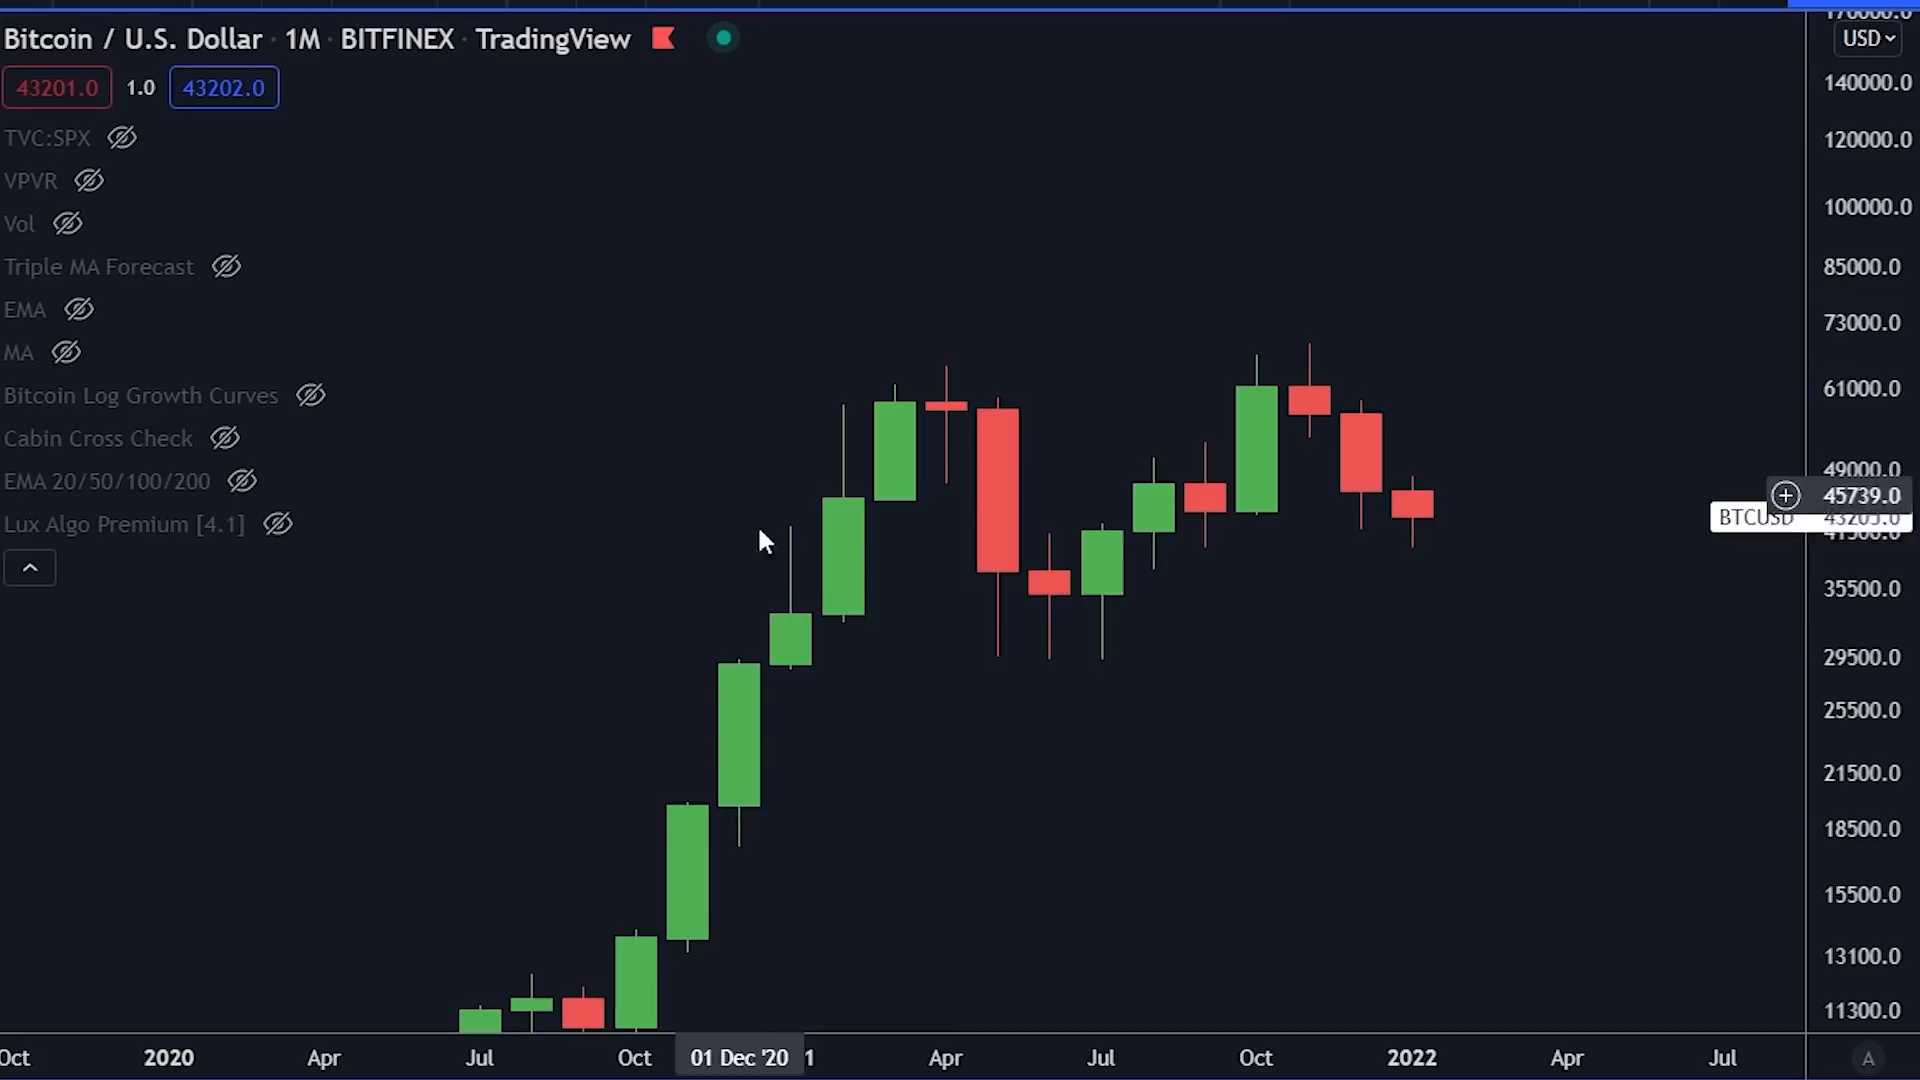 Bitcoin / U.S. Dollar · 1M · BITFINEX · TradingView
43201.0 1.0 43202.0
TVC:SPX
VPVR
Vol
Triple MA Forecast
EMA
MA
Bitcoin Log Growth Curves
Cabin Cross Check
EMA 20/50/100/200
Lux Algo Premium [4.1]
170000.0
USD
140000.0
120000.0
100000.0
85000.0
73000.0
61000.0
49000.0
45739.0
BTCUSD
35500.0
29500.0
25500.0
21500.0
18500.0
15500.0
13100.0
11300.0
Oct 2020 Apr Jul Oct 01 Dec '20 1 Apr Jul Oct 2022 Apr Jul A